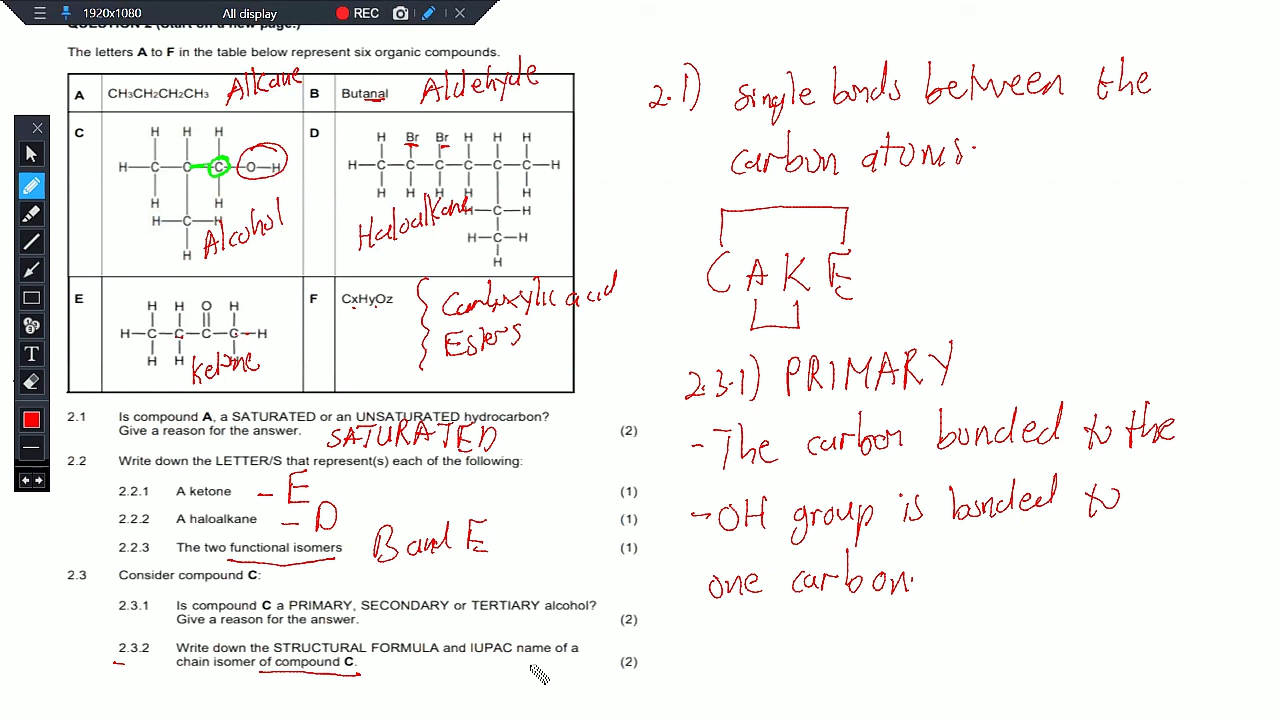 1920x1080 All display REC
QUESTION 2 (Start on a new page.)
The letters A to F in the table below represent six organic compounds.
A CH3CH2CH2CH3 Alkane B Butanal Aldehyde
C D
H H H
H C C C O H
H H
H C H
H
Alcohol
H Br Br H H H
H C C C C C C H
H H H H H
H C H
H C H
H
Haloalkane
E F CxHyOz
H H O H
H C C C C H
H H H
Ketone
Carboxylic acid
Esters
2.1 Is compound A, a SATURATED or an UNSATURATED hydrocarbon?
Give a reason for the answer. SATURATED (2)
2.2 Write down the LETTER/S that represent(s) each of the following:
2.2.1 A ketone - E (1)
2.2.2 A haloalkane - D (1)
2.2.3 The two functional isomers B and E (1)
2.3 Consider compound C:
2.3.1 Is compound C a PRIMARY, SECONDARY or TERTIARY alcohol?
Give a reason for the answer. (2)
2.3.2 Write down the STRUCTURAL FORMULA and IUPAC name of a
chain isomer of compound C. (2)
2.1) single bonds between the
carbon atoms.
CAKE
2.3.1) PRIMARY
- The carbon bonded to the
-OH group is bonded to
one carbon.